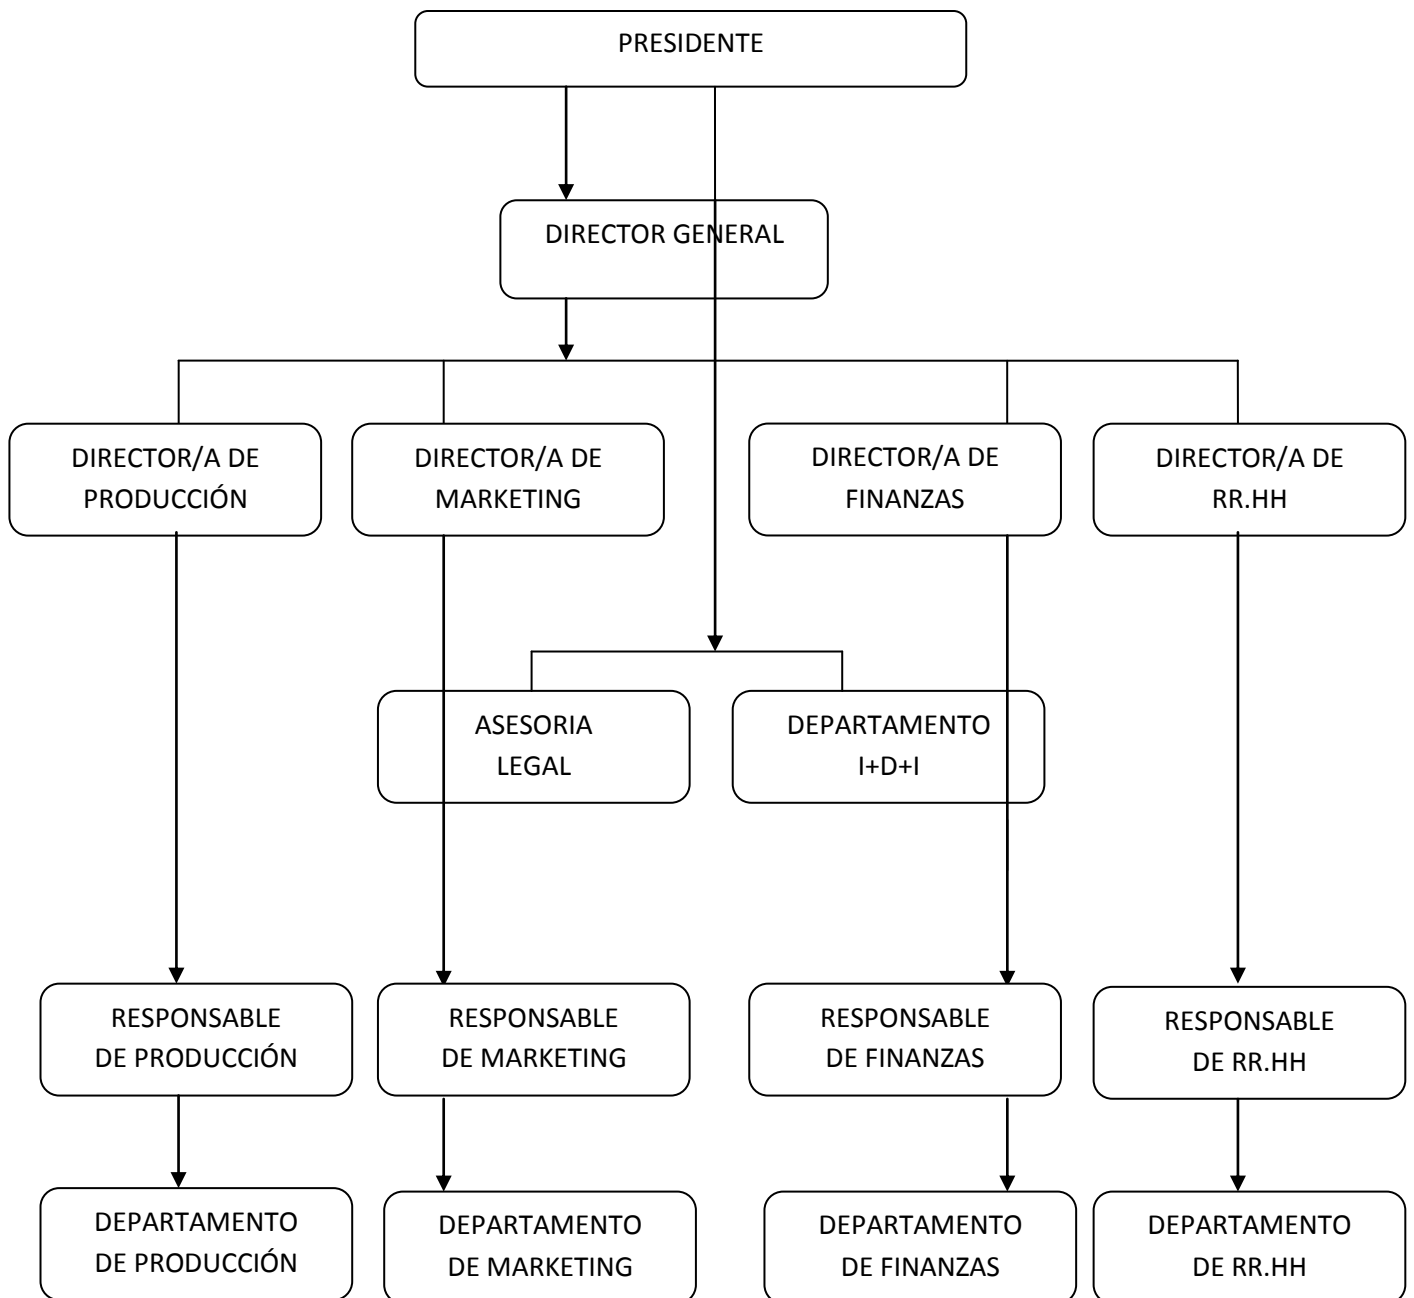 PRESIDENTE
DIRECTOR GENERAL
DIRECTOR/A DE
PRODUCCIÓN
DIRECTOR/A DE
MARKETING
DIRECTOR/A DE
FINANZAS
DIRECTOR/A DE
RR.HH
ASESORIA
LEGAL
DEPARTAMENTO
I+D+I
RESPONSABLE
DE PRODUCCIÓN
RESPONSABLE
DE MARKETING
RESPONSABLE
DE FINANZAS
RESPONSABLE
DE RR.HH
DEPARTAMENTO
DE PRODUCCIÓN
DEPARTAMENTO
DE MARKETING
DEPARTAMENTO
DE FINANZAS
DEPARTAMENTO
DE RR.HH